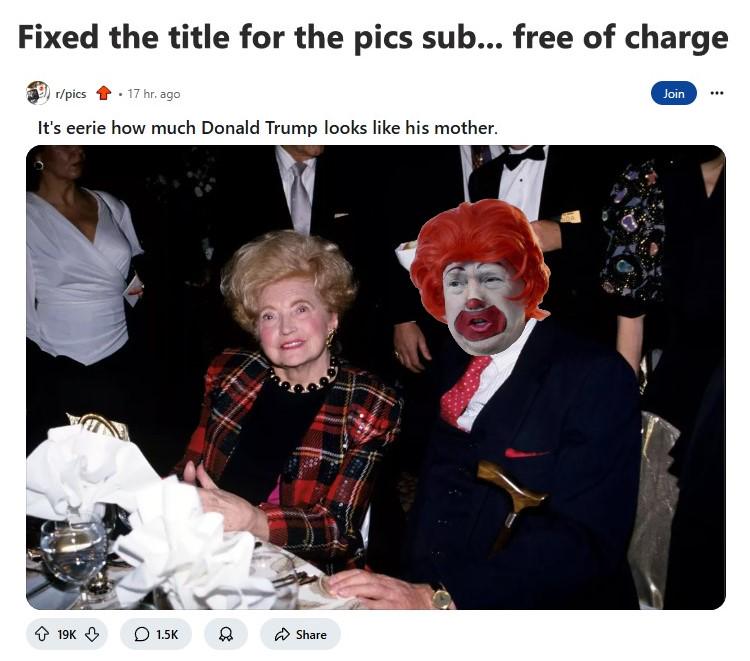 Fixed the title for the pics sub... free of charge
r/pics • 17 hr. ago
Join
It's eerie how much Donald Trump looks like his mother.
19K
1.5K
Share